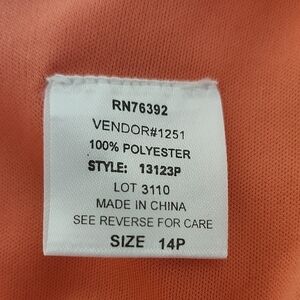 RN76392
VENDOR#1251
100% POLYESTER
STYLE: 13123P
LOT 3110
MADE IN CHINA
SEE REVERSE FOR CARE
SIZE 14P